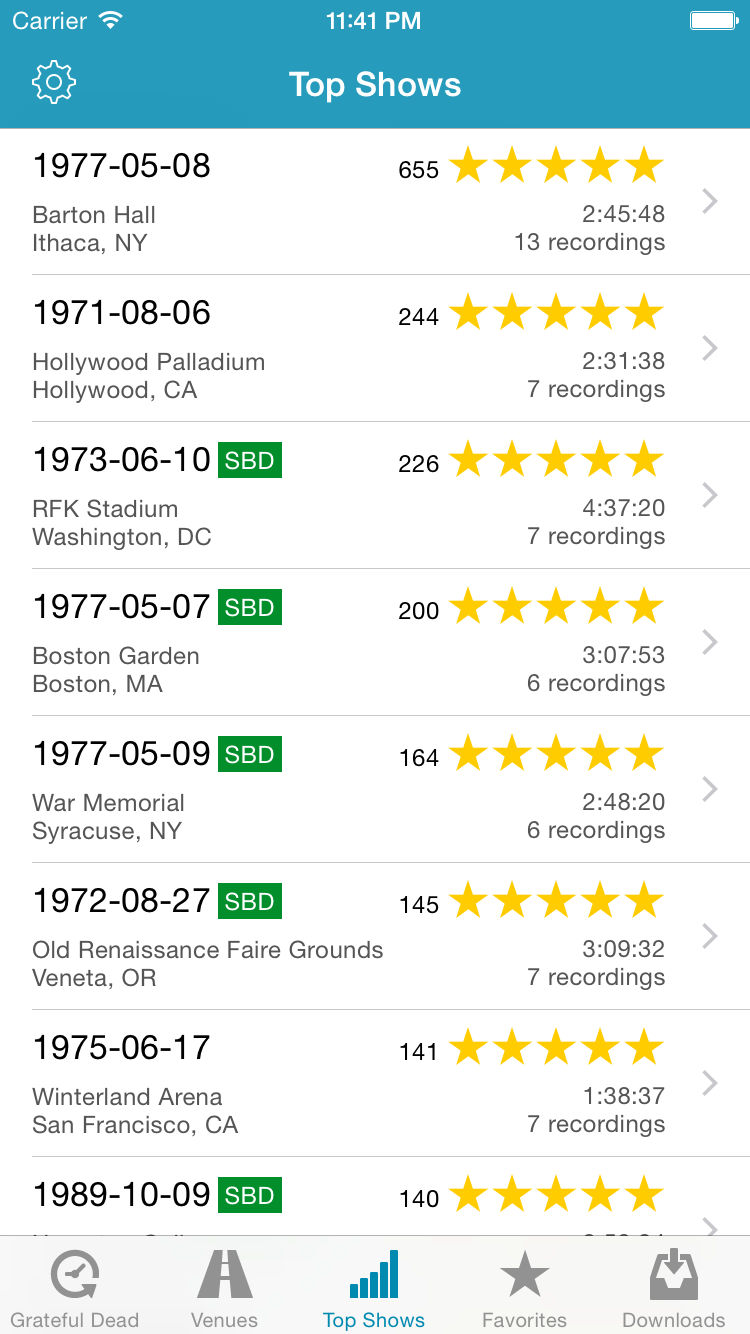 Carrier 11:41 PM
Top Shows
1977-05-08 655
Barton Hall 2:45:48
Ithaca, NY 13 recordings
1971-08-06 244
Hollywood Palladium 2:31:38
Hollywood, CA 7 recordings
1973-06-10 SBD 226
RFK Stadium 4:37:20
Washington, DC 7 recordings
1977-05-07 SBD 200
Boston Garden 3:07:53
Boston, MA 6 recordings
1977-05-09 SBD 164
War Memorial 2:48:20
Syracuse, NY 6 recordings
1972-08-27 SBD 145
Old Renaissance Faire Grounds 3:09:32
Veneta, OR 7 recordings
1975-06-17 141
Winterland Arena 1:38:37
San Francisco, CA 7 recordings
1989-10-09 SBD 140
Grateful Dead Venues Top Shows Favorites Downloads